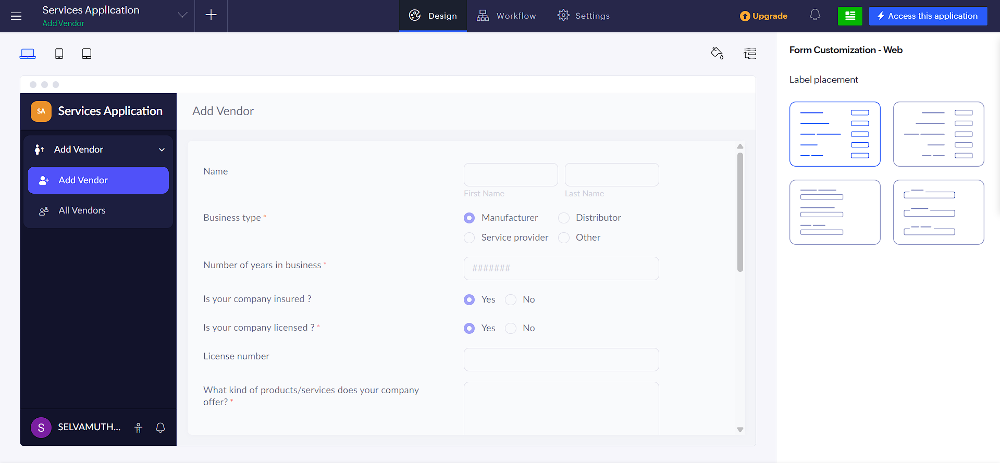 Services Application
Add Vendor
Design
Workflow
Settings
Upgrade
Access this application
Form Customization - Web
Label placement
SA
Services Application
Add Vendor
Add Vendor
Add Vendor
All Vendors
SELVAMUTH...
S
Name
First Name
Last Name
Business type *
Manufacturer
Distributor
Service provider
Other
Number of years in business *
#######
Is your company insured ?
Yes
No
Is your company licensed ? *
Yes
No
License number
What kind of products/services does your company
offer? *